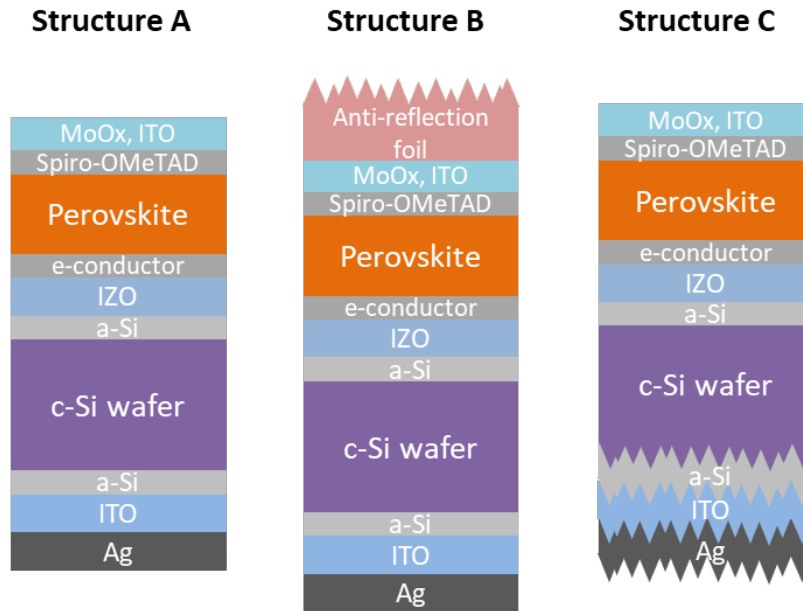 Structure A
MoOx, ITO
Spiro-OMeTAD
Perovskite
e-conductor
IZO
a-Si
c-Si wafer
a-Si
ITO
Ag
Structure B
Anti-reflection
foil
MoOx, ITO
Spiro-OMeTAD
Perovskite
e-conductor
IZO
a-Si
c-Si wafer
a-Si
ITO
Ag
Structure C
MoOx, ITO
Spiro-OMeTAD
Perovskite
e-conductor
IZO
a-Si
c-Si wafer
a-Si
ITO
Ag